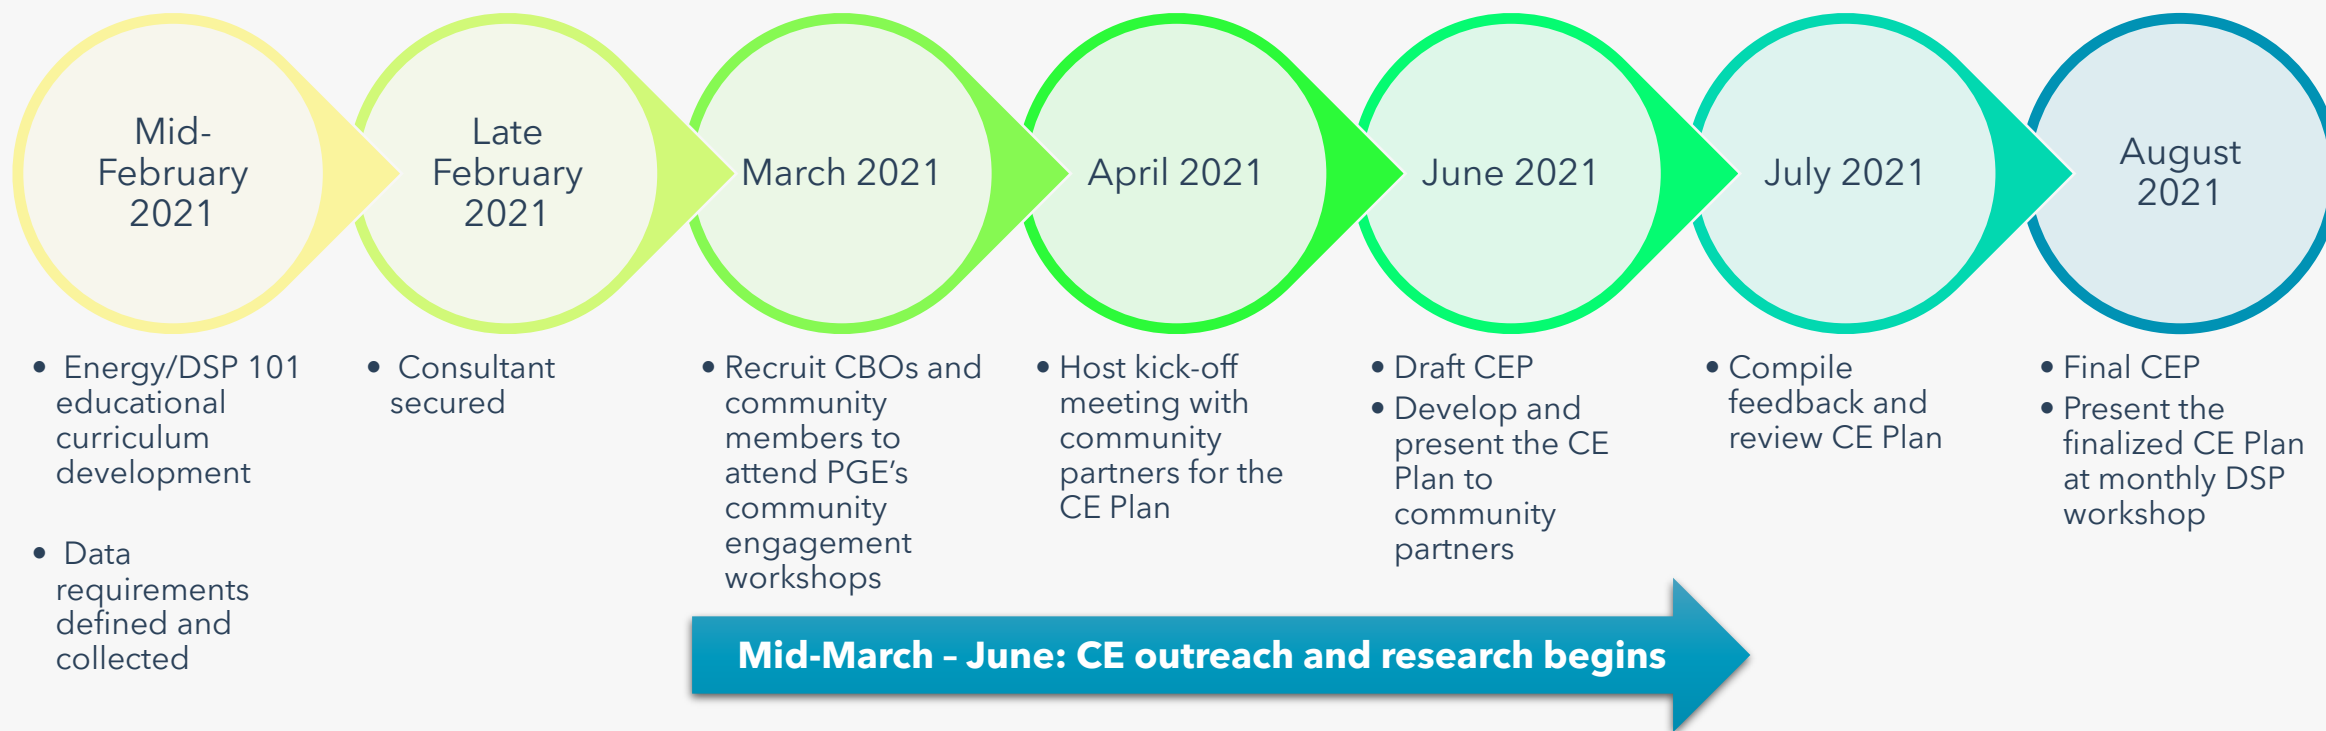 Mid-
February
2021
Late
February
2021
March 2021
April 2021
June 2021
July 2021
August
2021
• Energy/DSP 101
educational
curriculum
development
• Data
requirements
defined and
collected
• Consultant
secured
• Recruit CBOs and
community
members to
attend PGE’s
community
engagement
workshops
• Host kick-off
meeting with
community
partners for the
CE Plan
• Draft CEP
• Develop and
present the CE
Plan to
community
partners
• Compile
feedback and
review CE Plan
• Final CEP
• Present the
finalized CE Plan
at monthly DSP
workshop
Mid-March – June: CE outreach and research begins